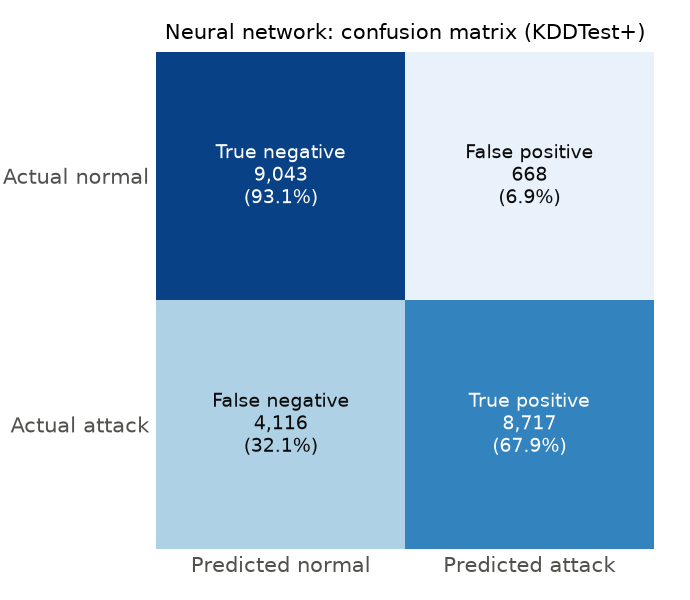 Neural network: confusion matrix (KDDTest+)
Actual normal
True negative
9,043
(93.1%)
False positive
668
(6.9%)
Actual attack
False negative
4,116
(32.1%)
True positive
8,717
(67.9%)
Predicted normal
Predicted attack